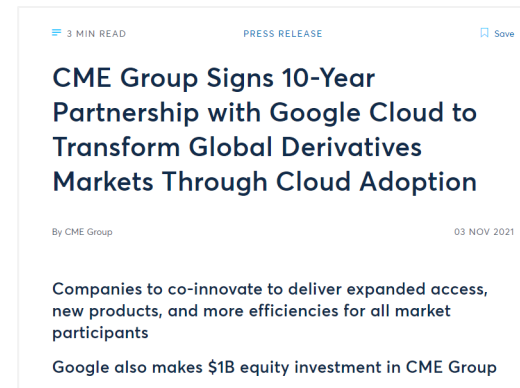 3 MIN READ PRESS RELEASE Save
CME Group Signs 10-Year
Partnership with Google Cloud to
Transform Global Derivatives
Markets Through Cloud Adoption
By CME Group 03 NOV 2021
Companies to co-innovate to deliver expanded access,
new products, and more efficiencies for all market
participants
Google also makes $1B equity investment in CME Group